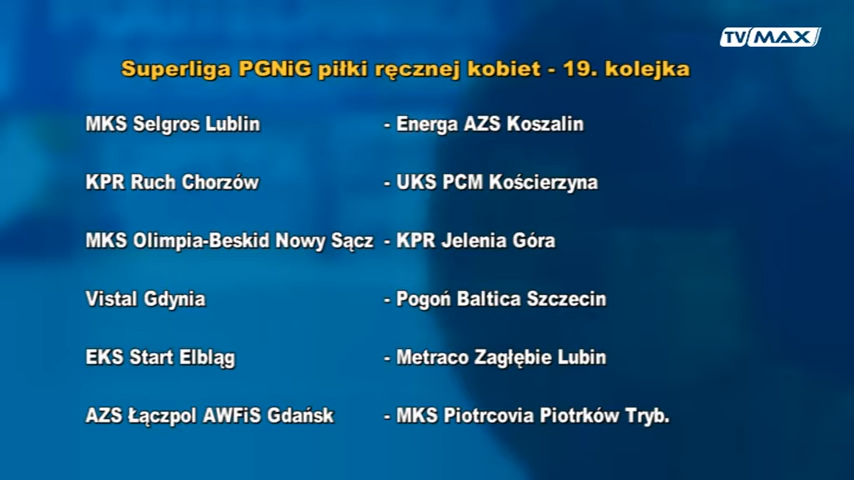 TV MAX
Superliga PGNiG piłki ręcznej kobiet - 19. kolejka
MKS Selgros Lublin - Energa AZS Koszalin
KPR Ruch Chorzów - UKS PCM Kościerzyna
MKS Olimpia-Beskid Nowy Sącz - KPR Jelenia Góra
Vistal Gdynia - Pogoń Baltica Szczecin
EKS Start Elbląg - Metraco Zagłębie Lubin
AZS Łączpol AWFiS Gdańsk - MKS Piotrcovia Piotrków Tryb.